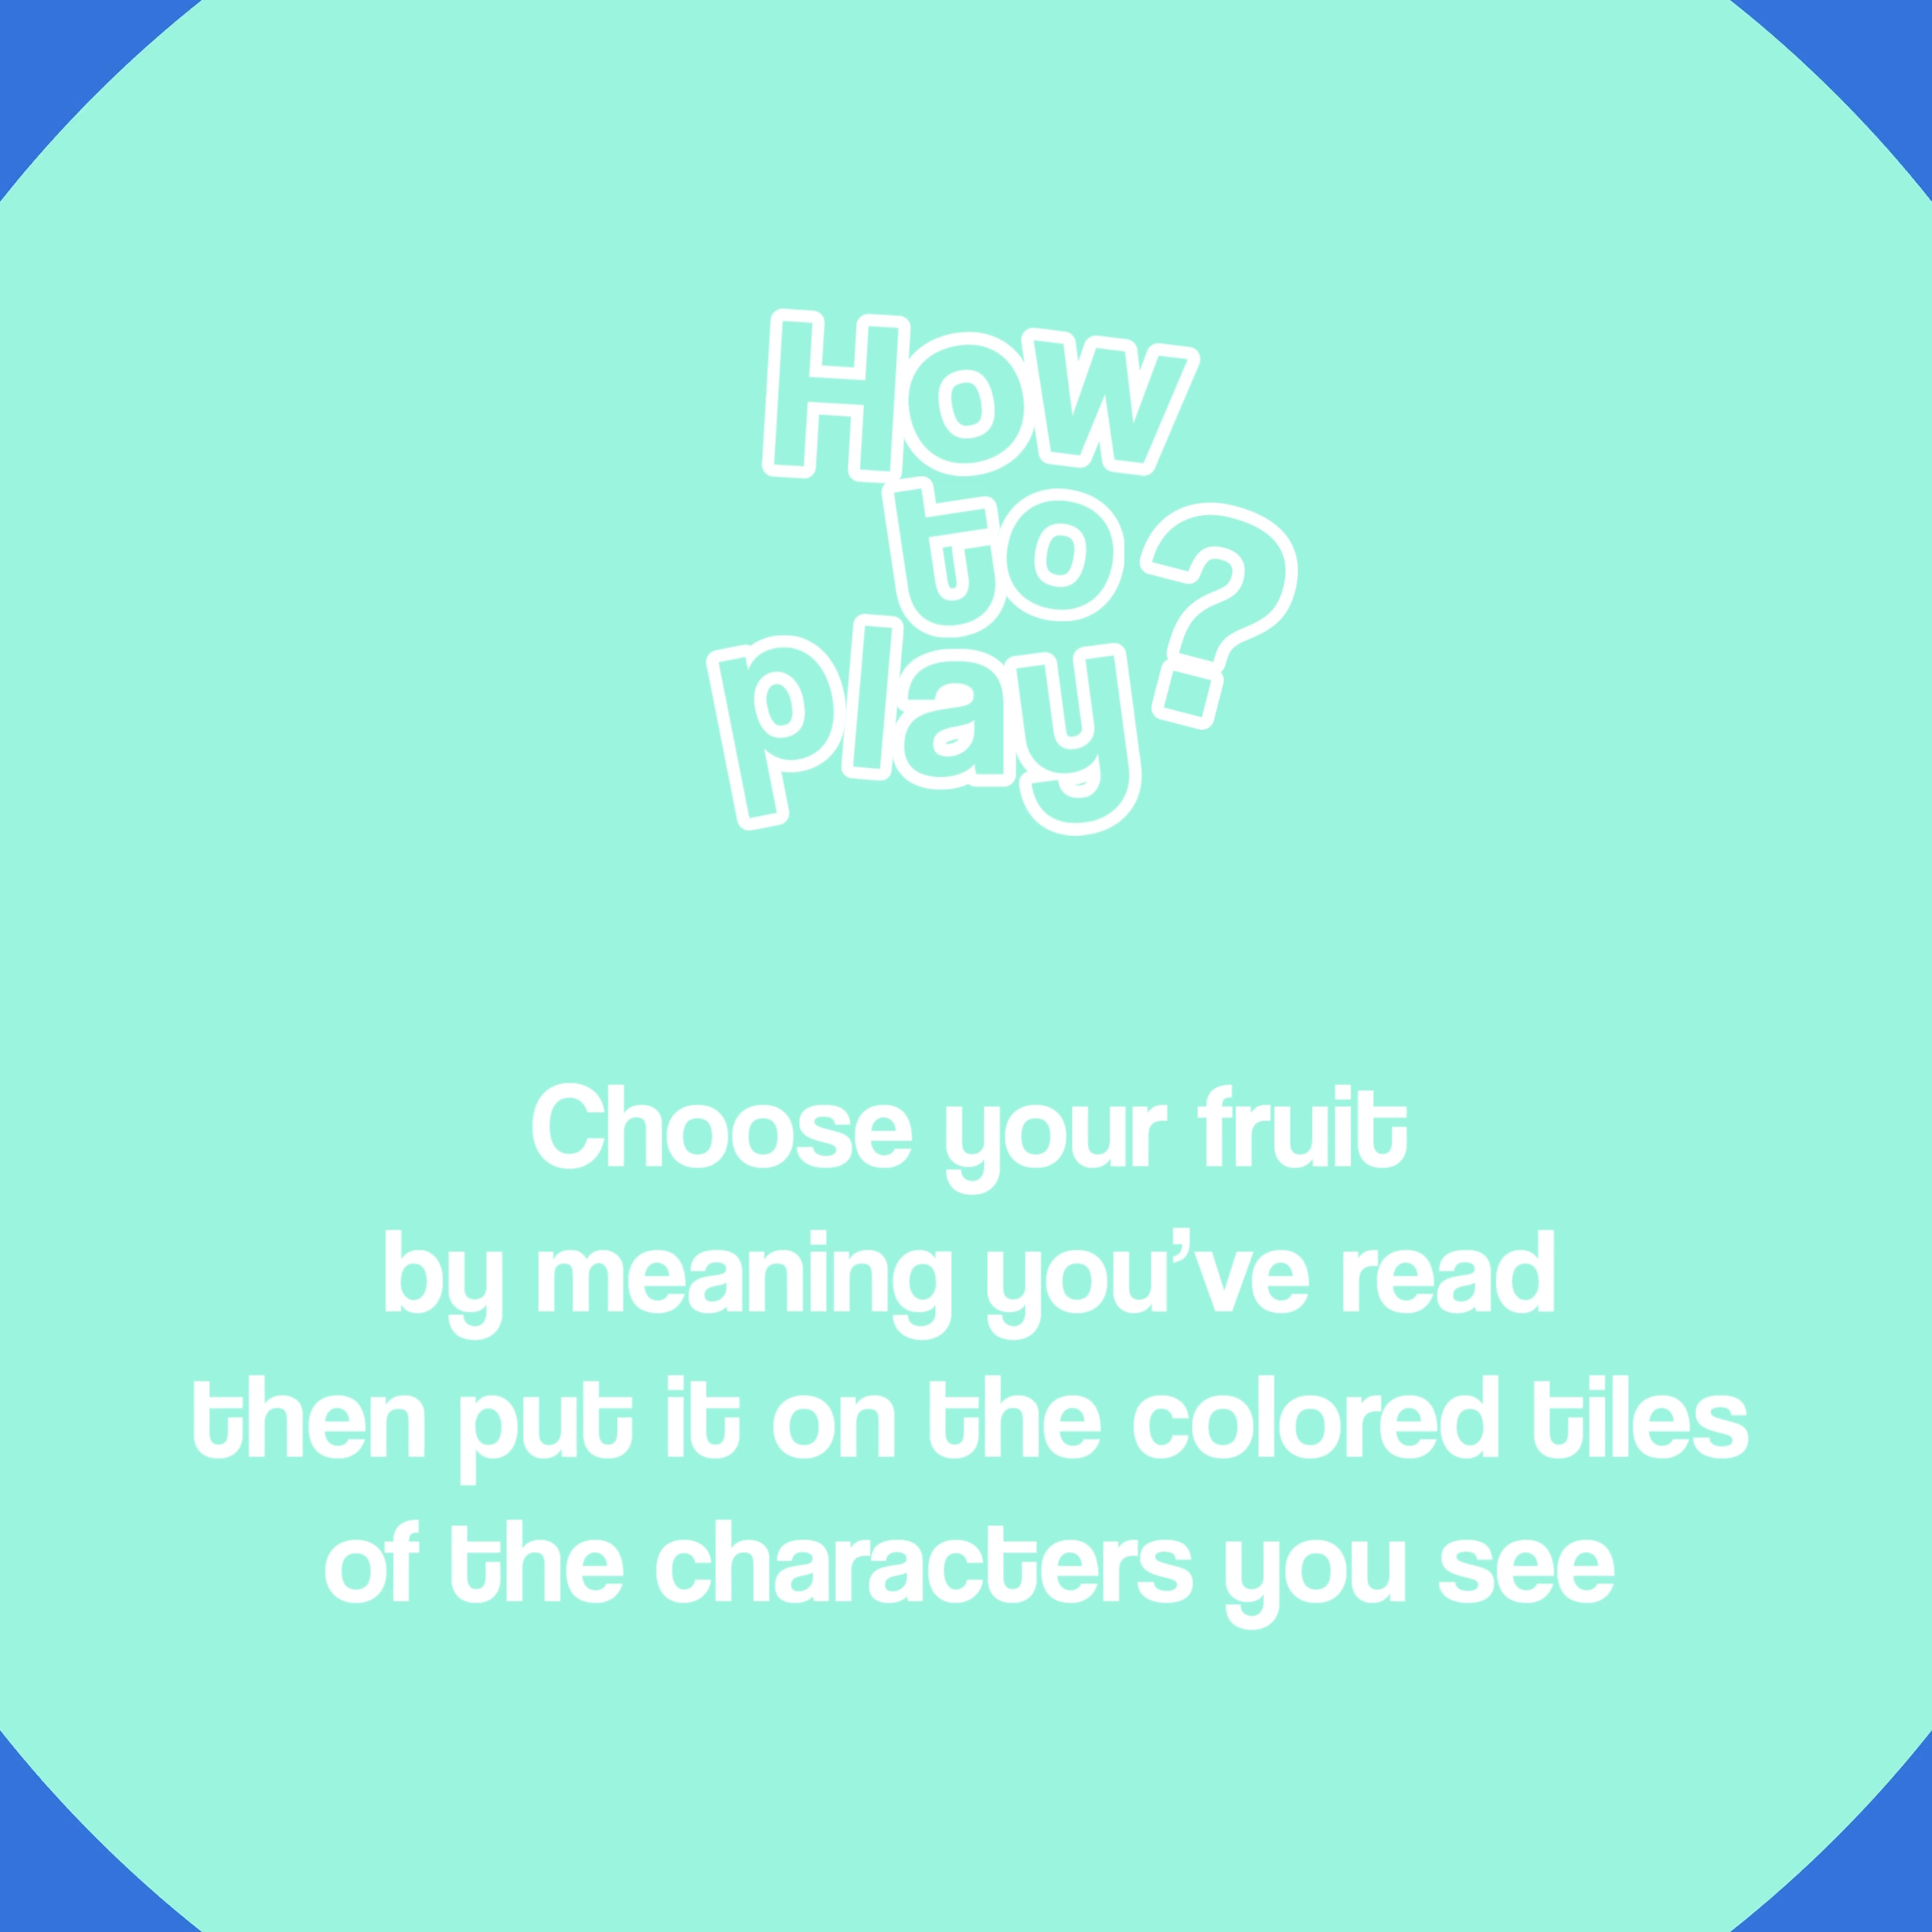 How
to
play?
Choose your fruit
by meaning you’ve read
then put it on the colored tiles
of the characters you see